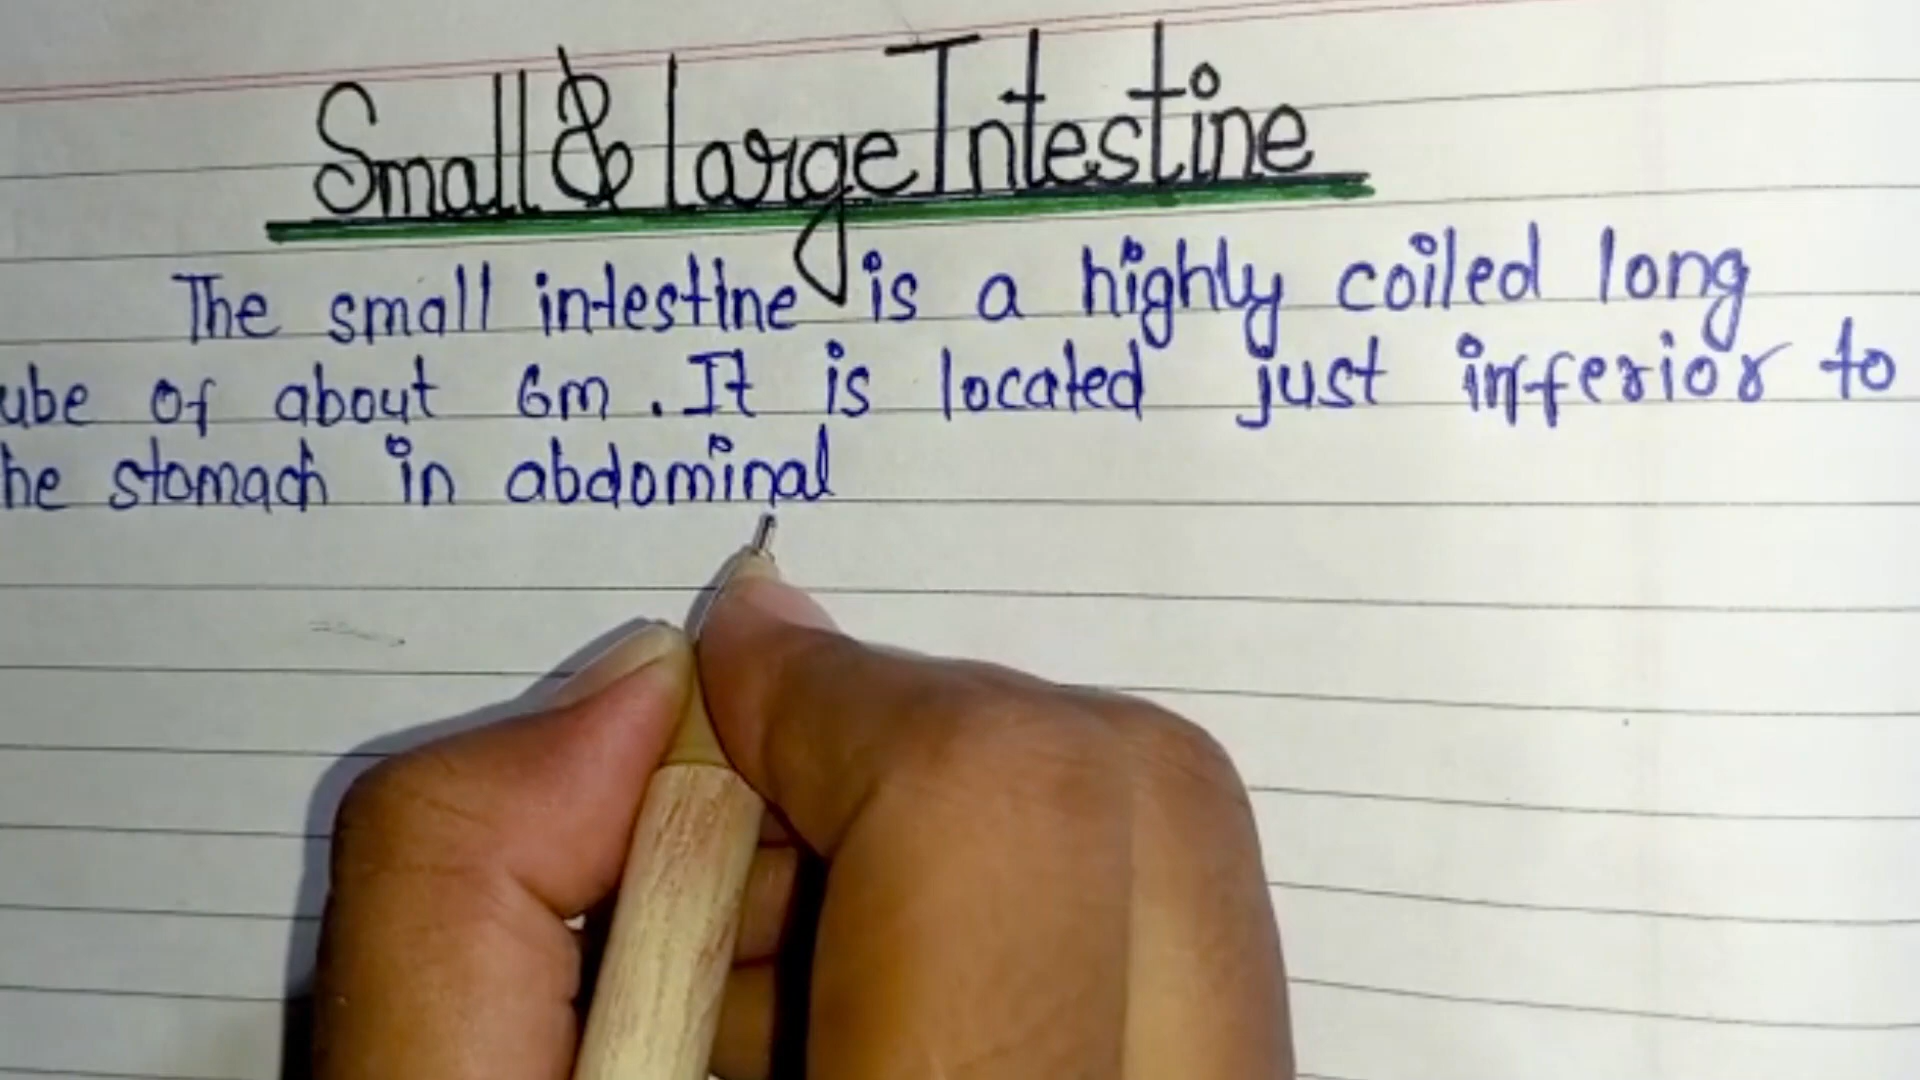 Small & large Intestine
The small intestine is a highly coiled long
ube of about 6m. It is located just inferior to
he stomach in abdominal